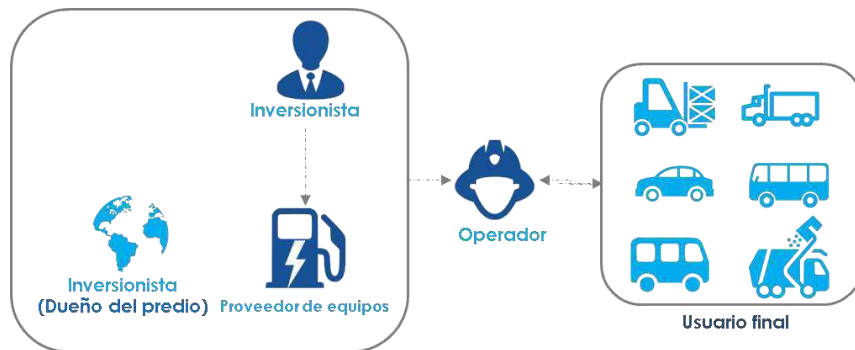 Inversionista
Operador
Inversionista
(Dueño del predio)
Proveedor de equipos
Usuario final